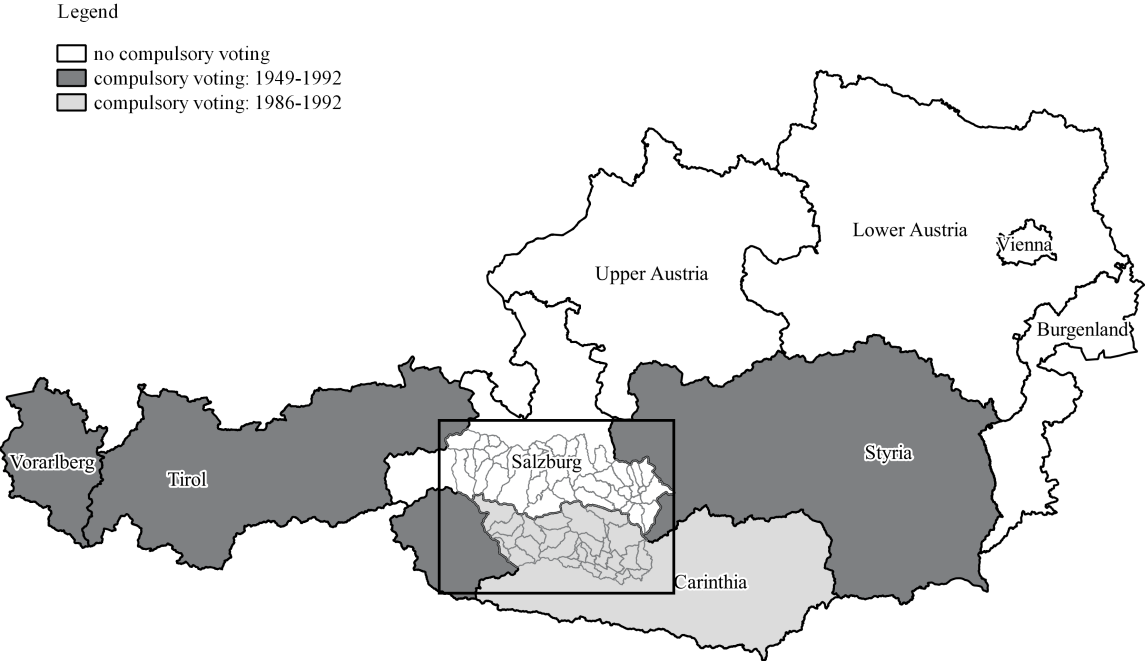 Legend
no compulsory voting
compulsory voting: 1949-1992
compulsory voting: 1986-1992
Lower Austria
Vienna
Upper Austria
Burgenland
Vorarlberg
Tirol
Salzburg
Styria
Carinthia